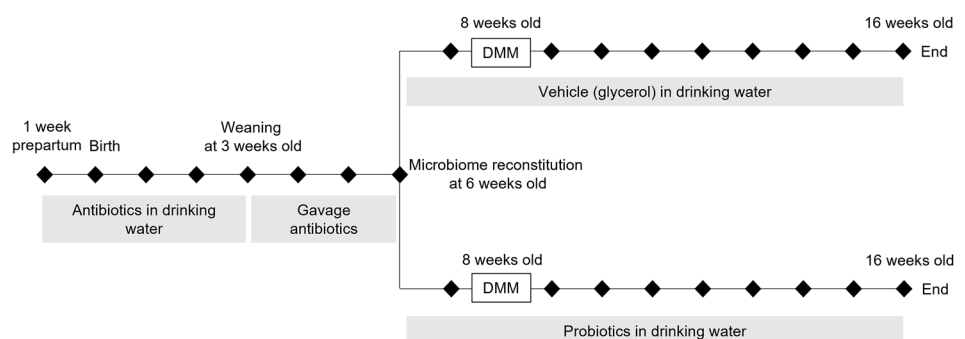 8 weeks old
16 weeks old
DMM
End
Vehicle (glycerol) in drinking water
1 week
prepartum
Birth
Weaning
at 3 weeks old
Microbiome reconstitution
at 6 weeks old
Antibiotics in drinking
water
Gavage
antibiotics
8 weeks old
16 weeks old
DMM
End
Probiotics in drinking water